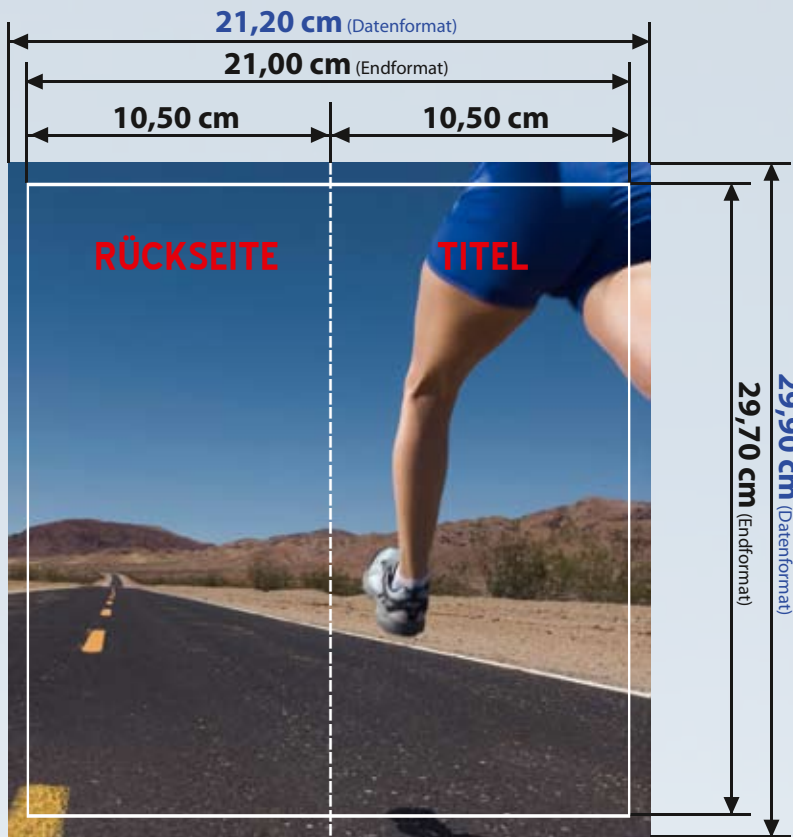 21,20 cm (Datenformat)
21,00 cm (Endformat)
10,50 cm
10,50 cm
RÜCKSEITE
TITEL
29,70 cm (Endformat)
29,90 cm (Datenformat)